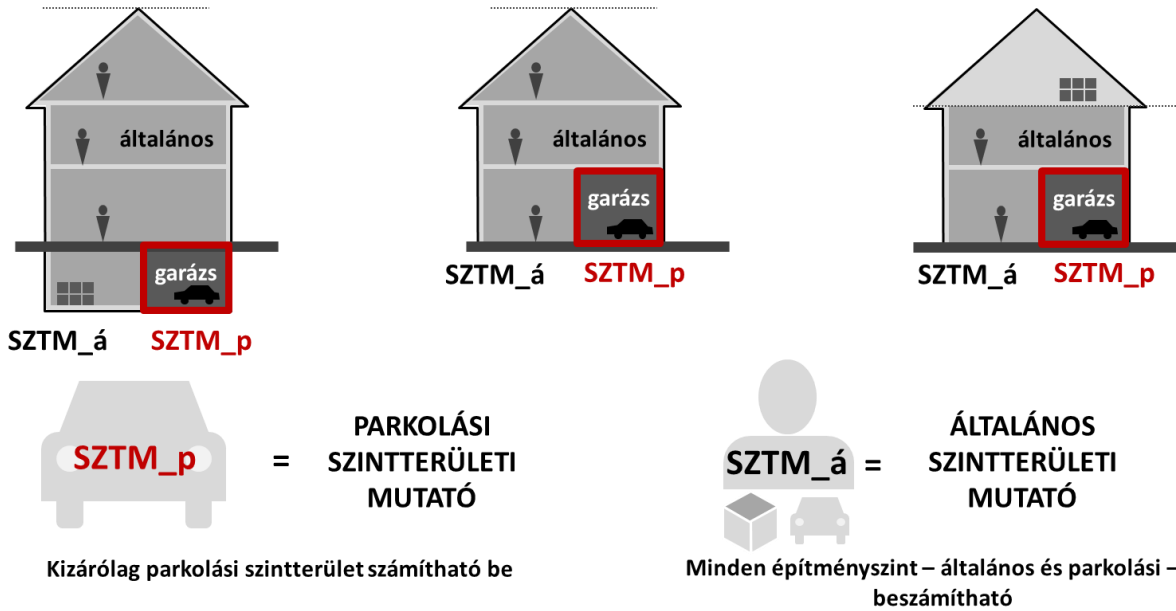 általános
garázs
SZTM_á
SZTM_p
általános
garázs
SZTM_á
SZTM_p
általános
garázs
SZTM_á
SZTM_p
SZTM_p
=
PARKOLÁSI
SZINTTERÜLETI
MUTATÓ
Kizárólag parkolási szintterület számítható be
SZTM_á
=
ÁLTALÁNOS
SZINTTERÜLETI
MUTATÓ
Minden építményszint – általános és parkolási –
beszámítható